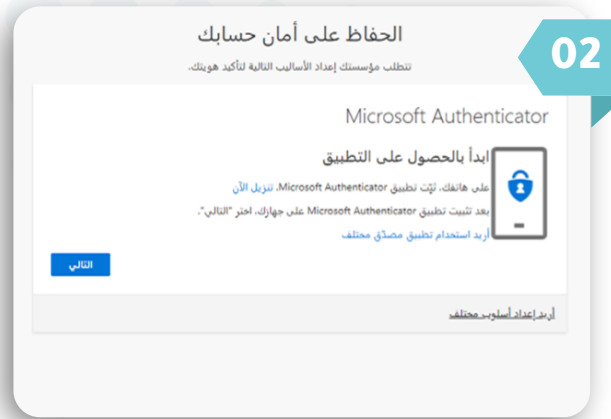 02
الحفاظ على أمان حسابك
تتطلب مؤسستك إعداد الأساليب التالية لتأكيد هويتك.
Microsoft Authenticator
ابدأ بالحصول على التطبيق
على هاتفك، ثبّت تطبيق Microsoft Authenticator. تنزيل الآن
بعد تثبيت تطبيق Microsoft Authenticator على جهازك، اختر "التالي".
أريد استخدام تطبيق مصدّق مختلف
التالي
أريد إعداد أسلوب مختلف